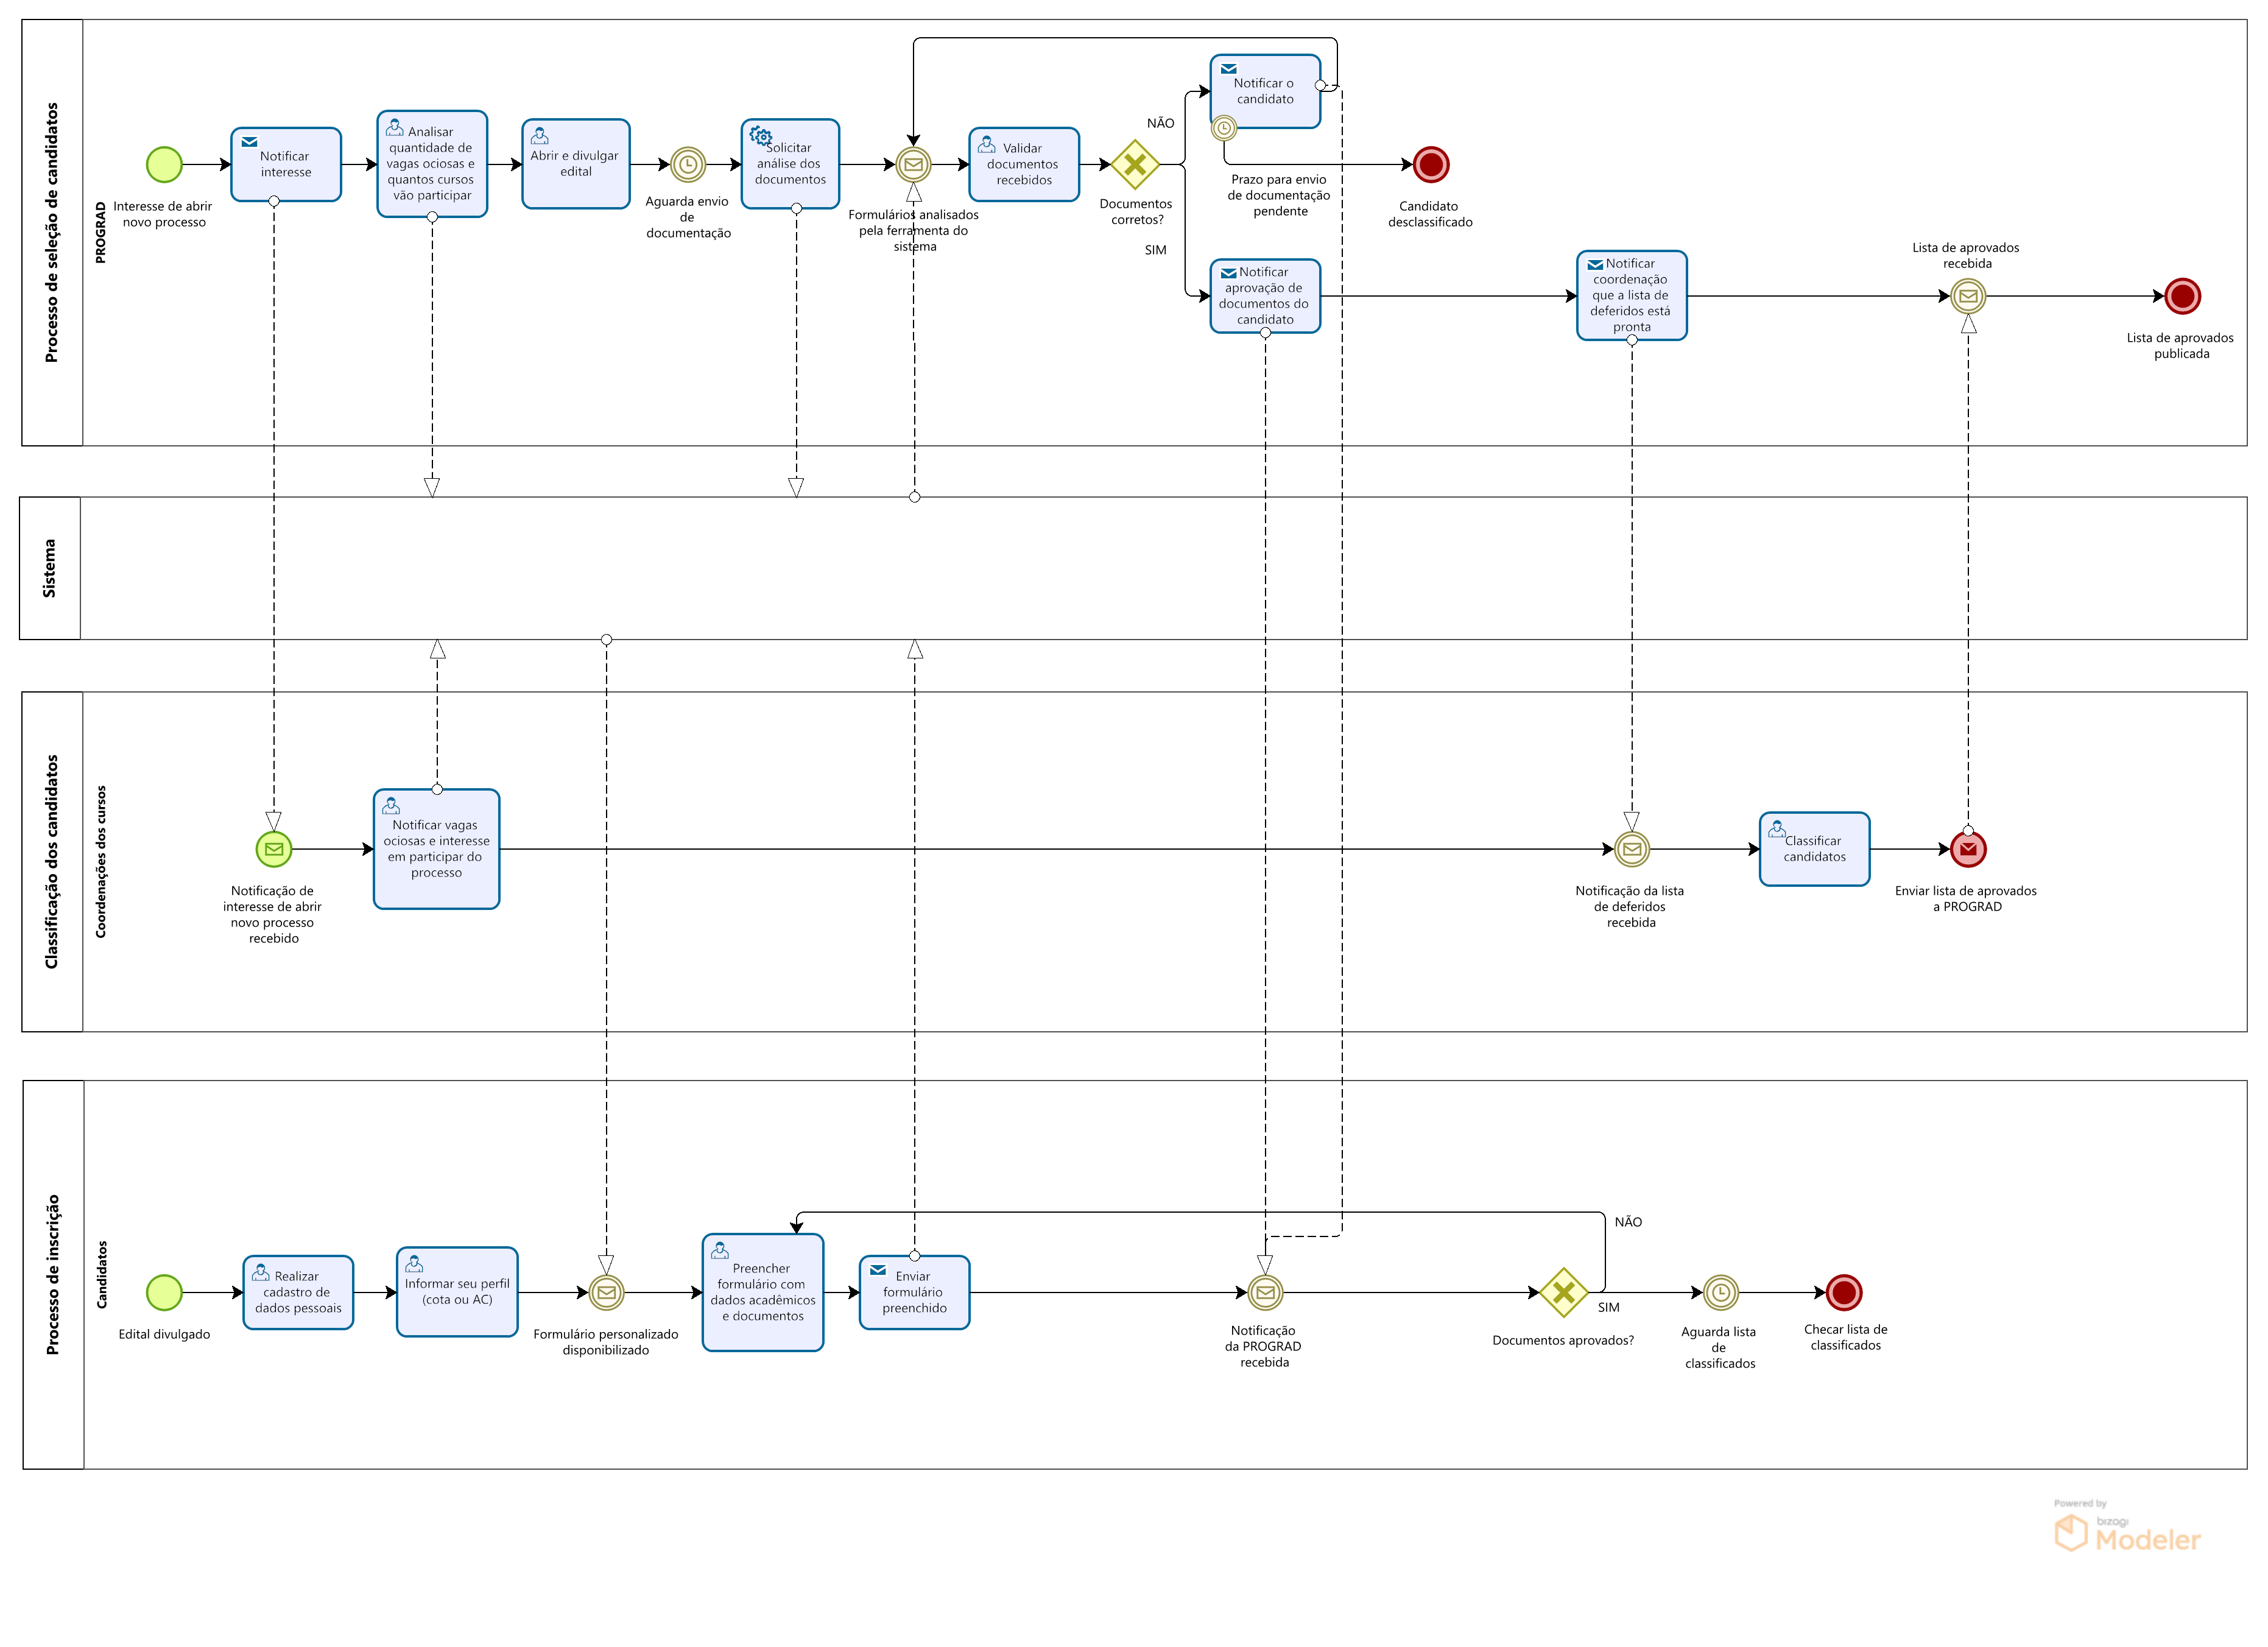 Processo de seleção de candidatos
PROGRAD
Interesse de abrir
novo processo
Notificar
interesse
Analisar
quantidade de
vagas ociosas e
quantos cursos
vão participar
Abrir e divulgar
edital
Aguarda envio
de
documentação
Solicitar
análise dos
documentos
Formulários analisados
pela ferramenta do
sistema
Validar
documentos
recebidos
Documentos
corretos?
NÃO
SIM
Notificar o
candidato
Prazo para envio
de documentação
pendente
Candidato
desclassificado
Notificar
aprovação de
documentos do
candidato
Notificar
coordenação
que a lista de
deferidos está
pronta
Lista de aprovados
recebida
Lista de aprovados
publicada
Sistema
Classificação dos candidatos
Coordenações dos cursos
Notificação de
interesse de abrir
novo processo
recebido
Notificar vagas
ociosas e interesse
em participar do
processo
Notificação da lista
de deferidos
recebida
Classificar
candidatos
Enviar lista de aprovados
a PROGRAD
Processo de inscrição
Candidatos
Edital divulgado
Realizar
cadastro de
dados pessoais
Informar seu perfil
(cota ou AC)
Formulário personalizado
disponibilizado
Preencher
formulário com
dados acadêmicos
e documentos
Enviar
formulário
preenchido
Notificação
da PROGRAD
recebida
Documentos aprovados?
NÃO
SIM
Aguarda lista
de
classificados
Checar lista de
classificados
Powered by
bizagi
Modeler